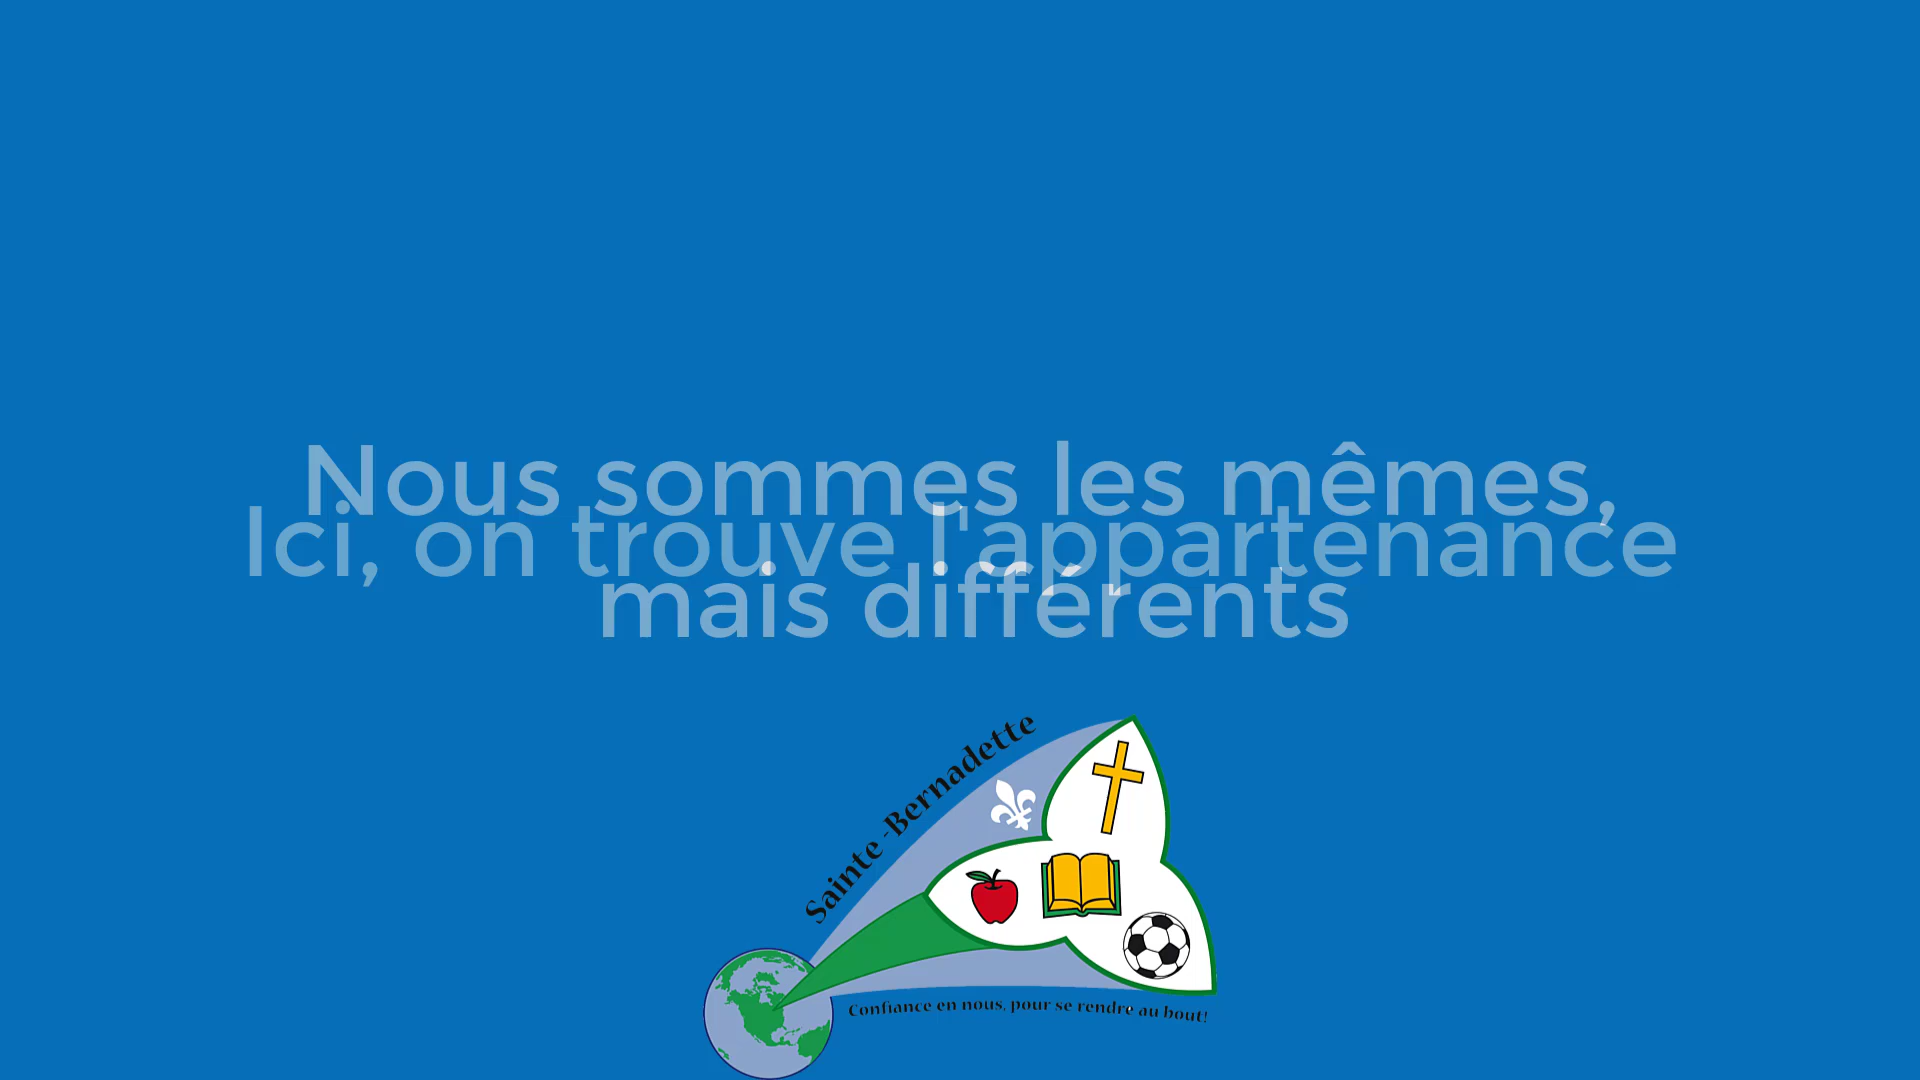 Nous sommes les mêmes,
Ici, on trouve l'appartenance
mais différents
Sainte-Bernadette
Confiance en nous, pour se rendre au bout!